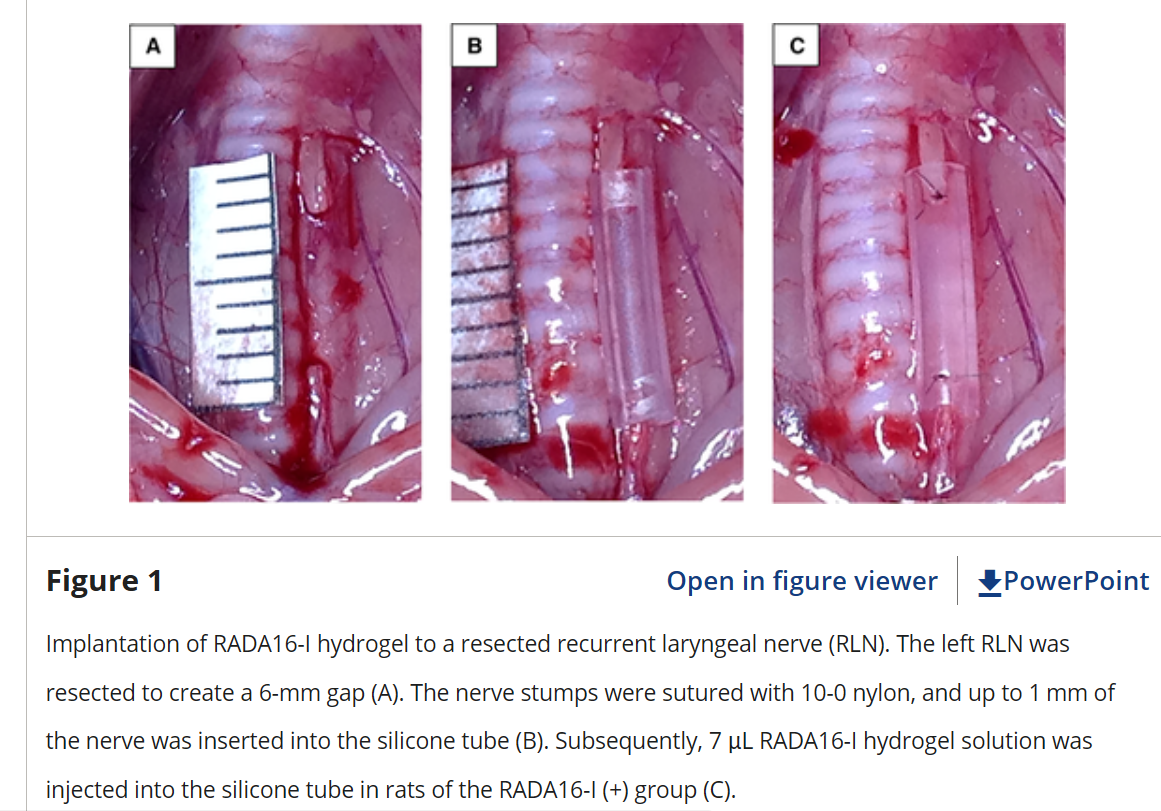 A
B
C
Figure 1
Open in figure viewer
PowerPoint
Implantation of RADA16-I hydrogel to a resected recurrent laryngeal nerve (RLN). The left RLN was
resected to create a 6-mm gap (A). The nerve stumps were sutured with 10-0 nylon, and up to 1 mm of
the nerve was inserted into the silicone tube (B). Subsequently, 7 μL RADA16-I hydrogel solution was
injected into the silicone tube in rats of the RADA16-I (+) group (C).